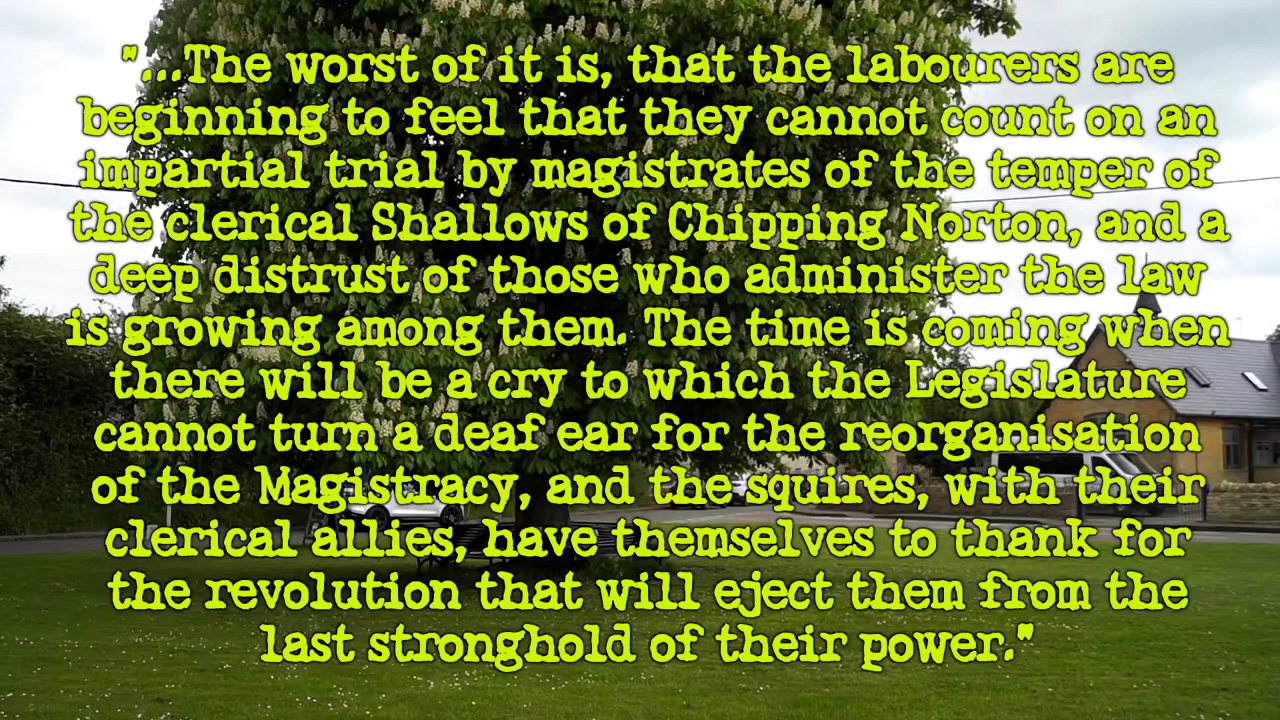 "...The worst of it is, that the labourers are
beginning to feel that they cannot count on an
impartial trial by magistrates of the temper of
the clerical Shallows of Chipping Norton, and a
deep distrust of those who administer the law
is growing among them. The time is coming when
there will be a cry to which the Legislature
cannot turn a deaf ear for the reorganisation
of the Magistracy, and the squires, with their
clerical allies, have themselves to thank for
the revolution that will eject them from the
last stronghold of their power."